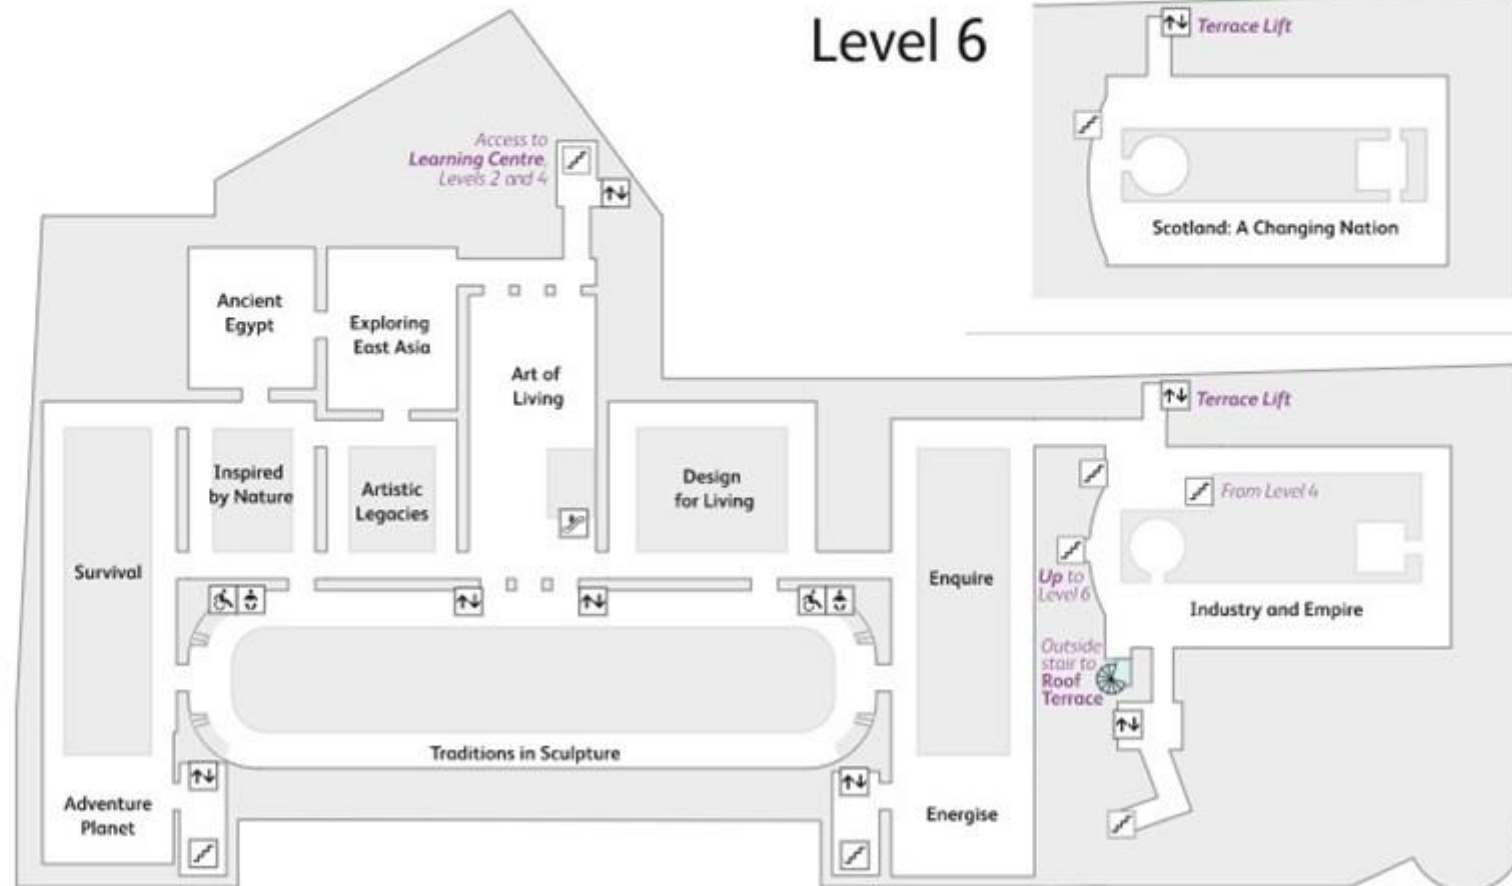 Level 6
Terrace Lift
Scotland: A Changing Nation
Access to
Learning Centre,
Levels 2 and 4
Ancient
Egypt
Exploring
East Asia
Art of
Living
Terrace Lift
Inspired
by Nature
Artistic
Legacies
Design
for Living
From Level 4
Survival
Enquire
Up to
Level 6
Industry and Empire
Outside
stair to
Roof
Terrace
Traditions in Sculpture
Adventure
Planet
Energise